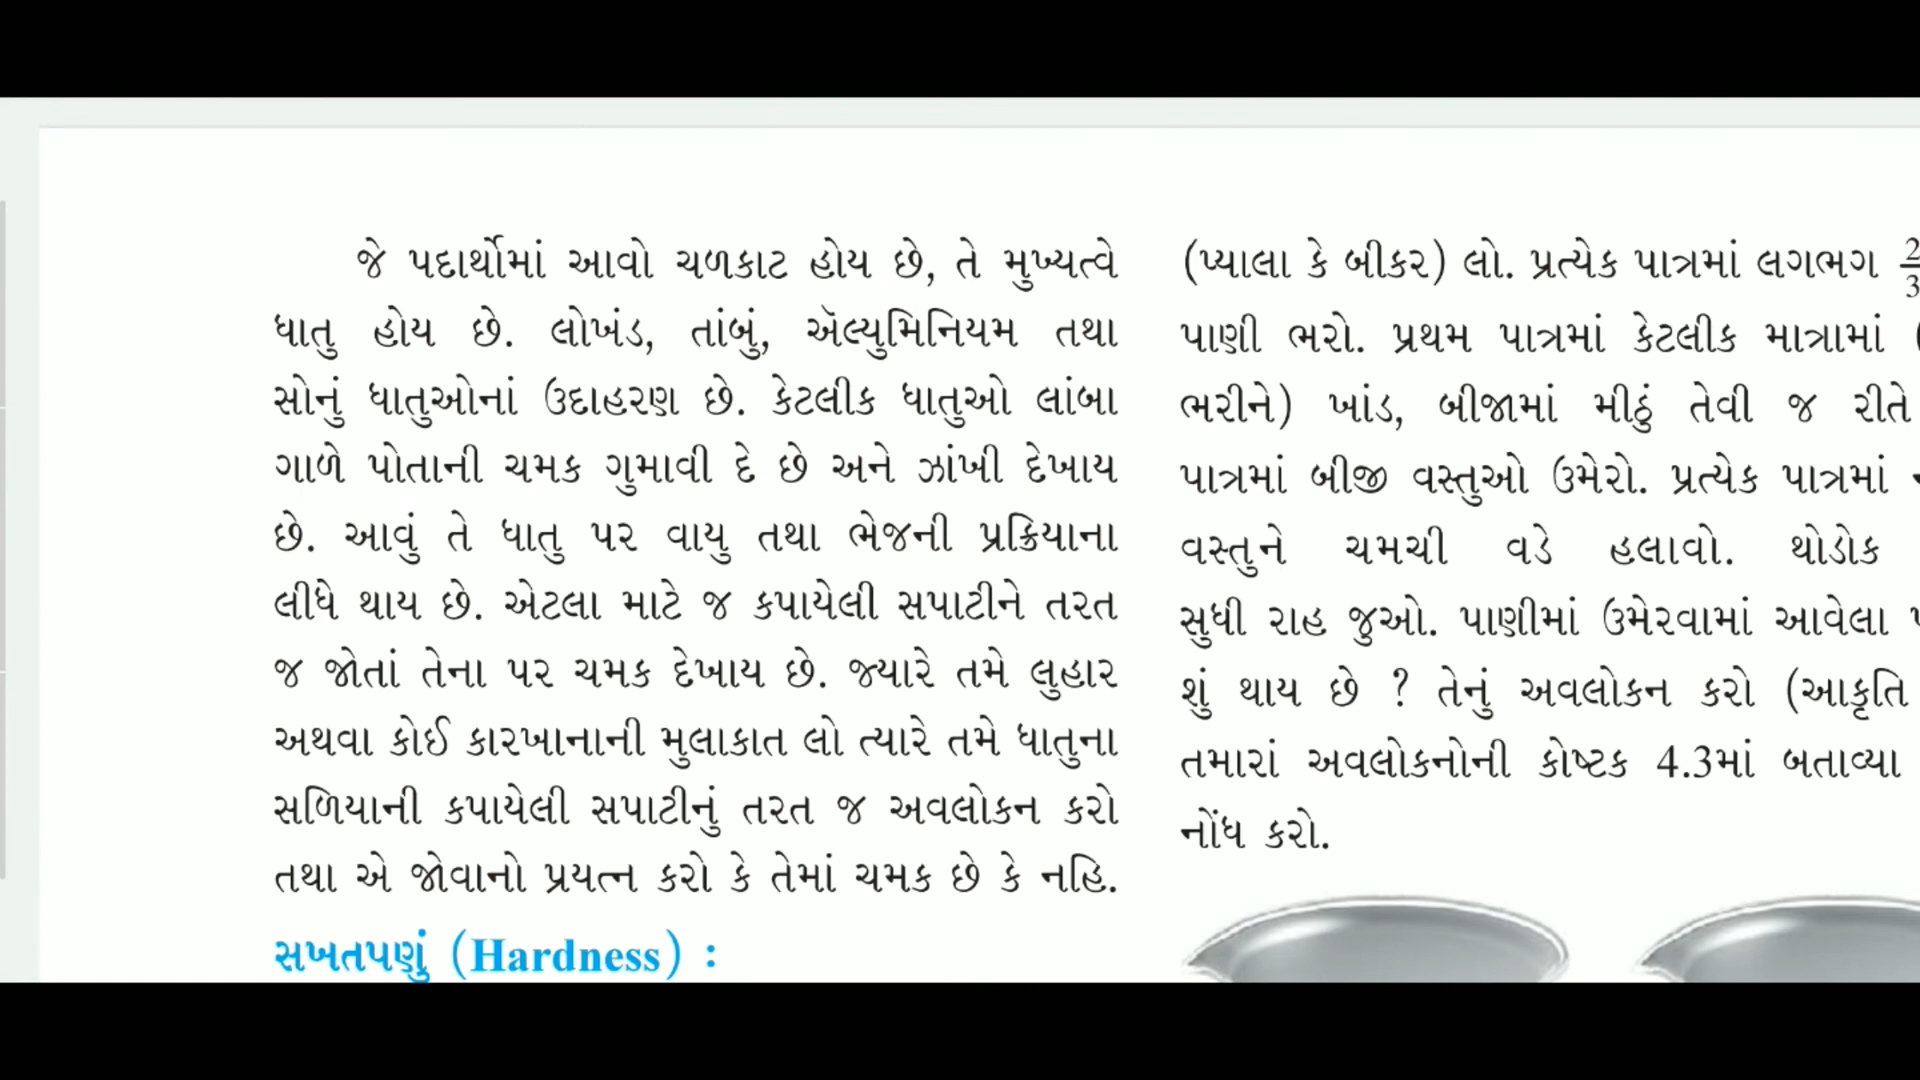 જે પદાર્થોમાં આવો ચળકાટ હોય છે, તે મુખ્યત્વે
ધાતુ હોય છે. લોખંડ, તાંબું, ઍલ્યુમિનિયમ તથા
સોનું ધાતુઓનાં ઉદાહરણ છે. કેટલીક ધાતુઓ લાંબા
ગાળે પોતાની ચમક ગુમાવી દે છે અને ઝાંખી દેખાય
છે. આવું તે ધાતુ પર વાયુ તથા ભેજની પ્રક્રિયાના
લીધે થાય છે. એટલા માટે જ કપાયેલી સપાટીને તરત
જ જોતાં તેના પર ચમક દેખાય છે. જ્યારે તમે લુહાર
અથવા કોઈ કારખાનાની મુલાકાત લો ત્યારે તમે ધાતુના
સળિયાની કપાયેલી સપાટીનું તરત જ અવલોકન કરો
તથા એ જોવાનો પ્રયત્ન કરો કે તેમાં ચમક છે કે નહિ.
સખતપણું (Hardness) :
(પ્યાલા કે બીકર) લો. પ્રત્યેક પાત્રમાં લગભગ 2/3
પાણી ભરો. પ્રથમ પાત્રમાં કેટલીક માત્રામાં (
ભરીને) ખાંડ, બીજામાં મીઠું તેવી જ રીતે
પાત્રમાં બીજી વસ્તુઓ ઉમેરો. પ્રત્યેક પાત્રમાં
વસ્તુને ચમચી વડે હલાવો. થોડોક
સુધી રાહ જુઓ. પાણીમાં ઉમેરવામાં આવેલા
શું થાય છે ? તેનું અવલોકન કરો (આકૃતિ
તમારાં અવલોકનોની કોષ્ટક 4.3માં બતાવ્યા
નોંધ કરો.